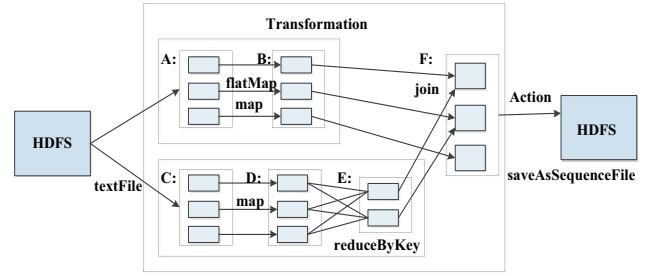 Transformation
A:
B:
F:
flatMap
map
join
HDFS
textFile
Action
HDFS
saveAsSequenceFile
C:
D:
E:
map
reduceByKey